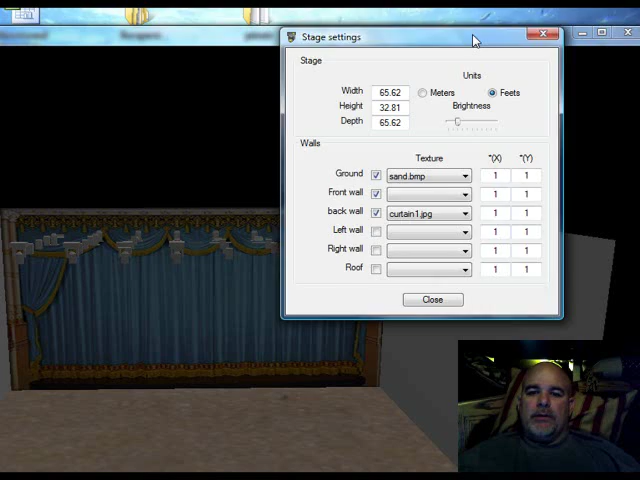 Stage settings
Stage
Units
Width 65.62 Meters Feets
Height 32.81 Brightness
Depth 65.62
Walls
Texture *(X) *(Y)
Ground sand.bmp 1 1
Front wall 1 1
back wall curtain1.jpg 1 1
Left wall 1 1
Right wall 1 1
Roof 1 1
Close